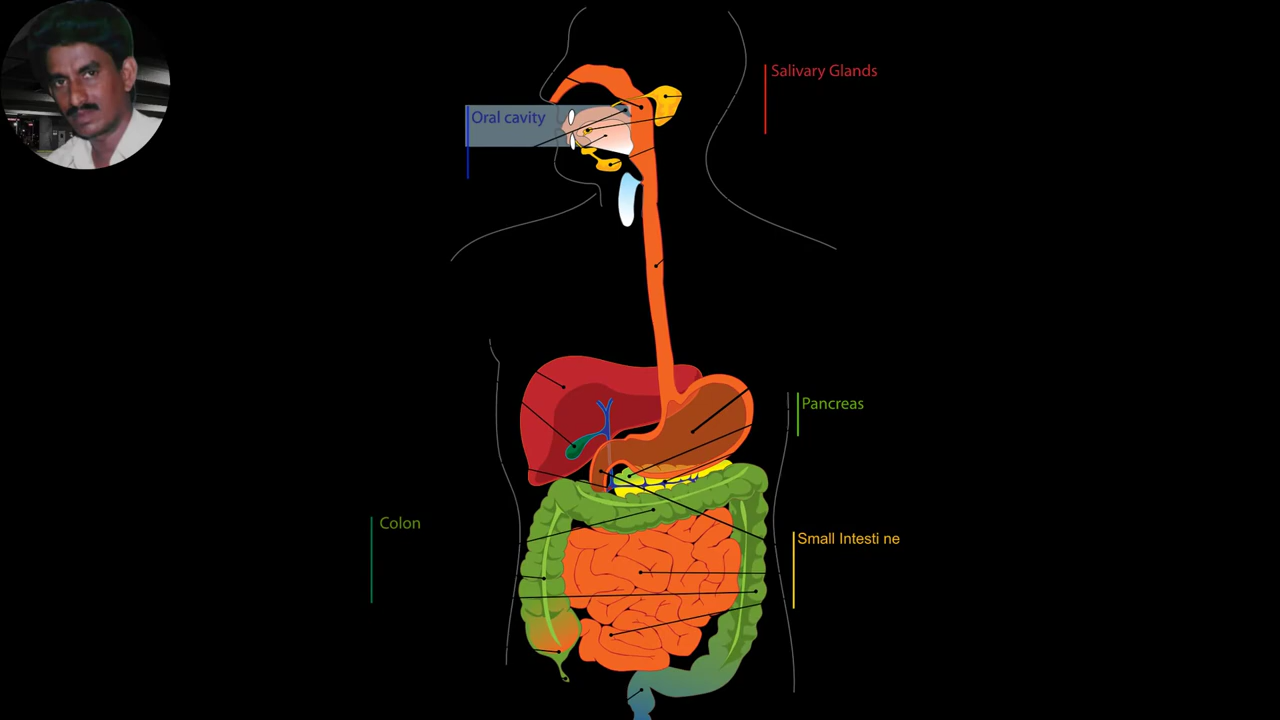 Salivary Glands
Oral cavity
Pancreas
Colon
Small Intesti ne